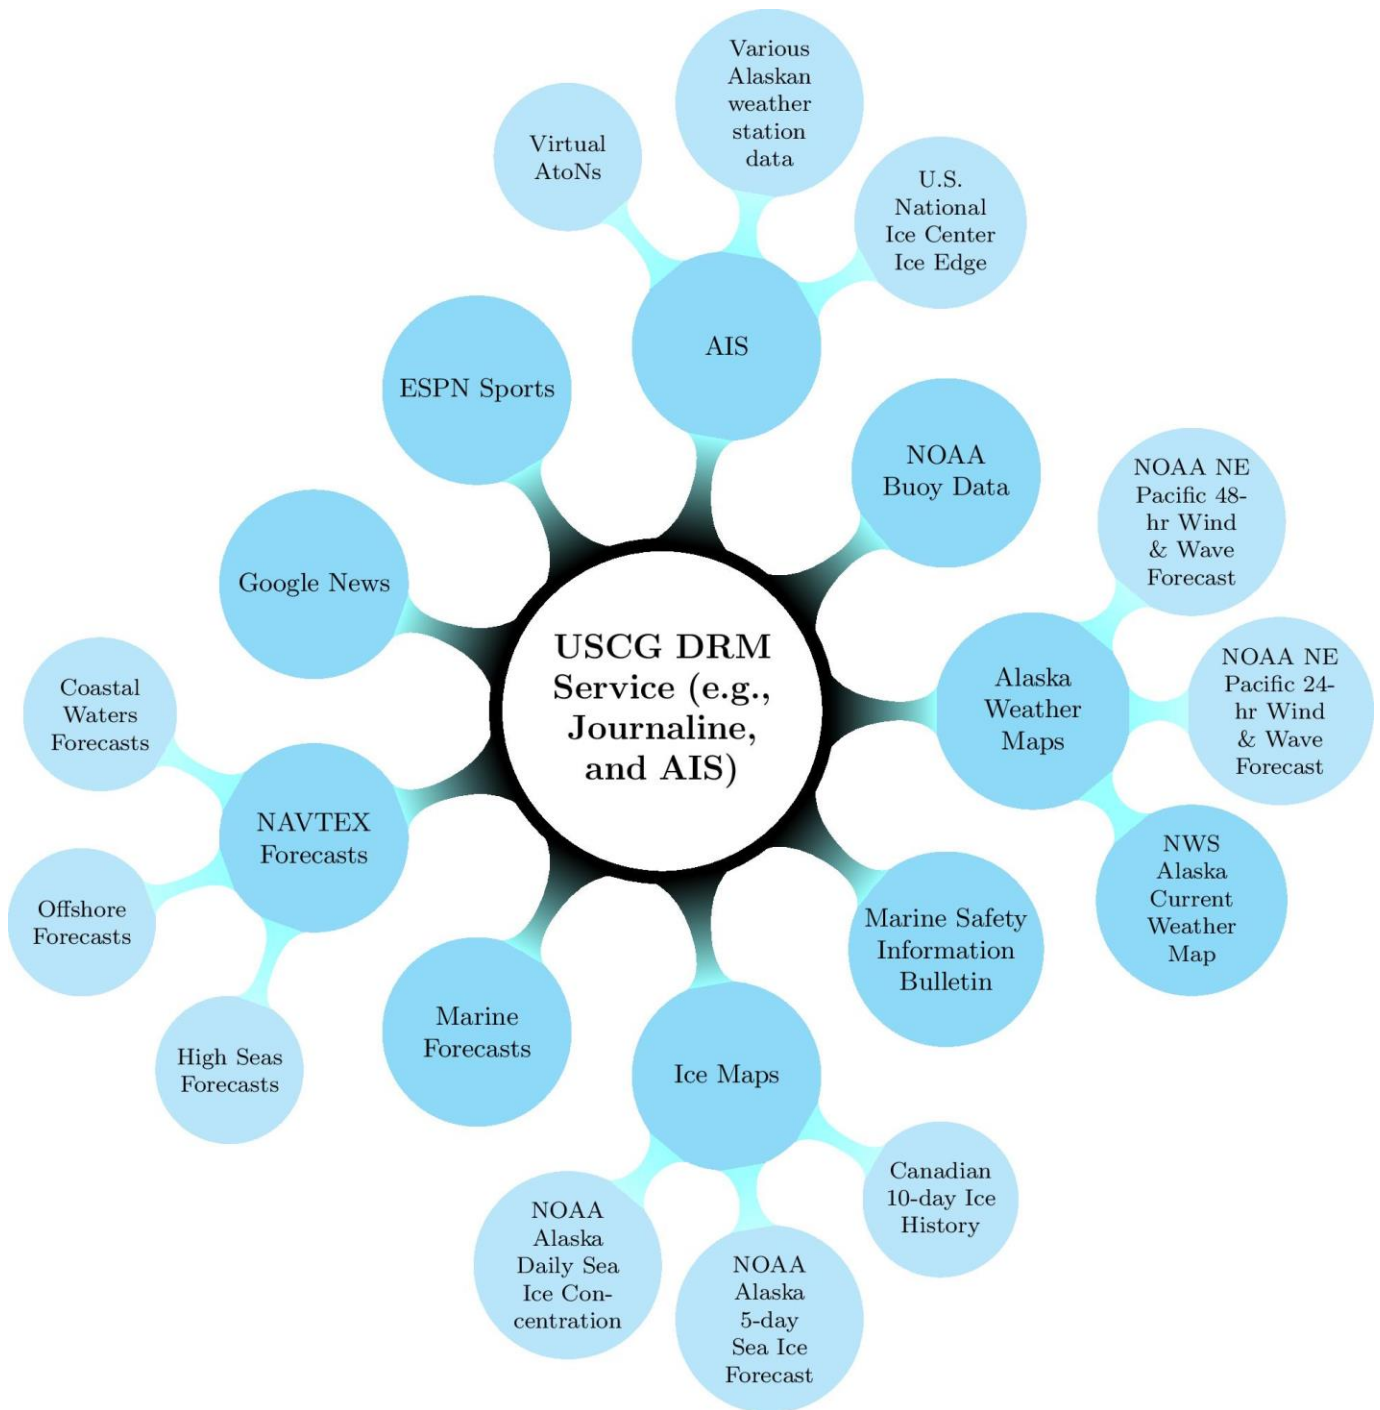 Various
Alaskan
weather
station
data
Virtual
AtoNs
U.S.
National
Ice Center
Ice Edge
AIS
ESPN Sports
NOAA
Buoy Data
NOAA NE
Pacific 48-
hr Wind
& Wave
Forecast
Google News
USCG DRM
Service (e.g.,
Journaline,
and AIS)
Alaska
Weather
Maps
NOAA NE
Pacific 24-
hr Wind
& Wave
Forecast
Coastal
Waters
Forecasts
NAVTEX
Forecasts
NWS
Alaska
Current
Weather
Map
Offshore
Forecasts
Marine Safety
Information
Bulletin
High Seas
Forecasts
Marine
Forecasts
Ice Maps
Canadian
10-day Ice
History
NOAA
Alaska
Daily Sea
Ice Con-
centration
NOAA
Alaska
5-day
Sea Ice
Forecast